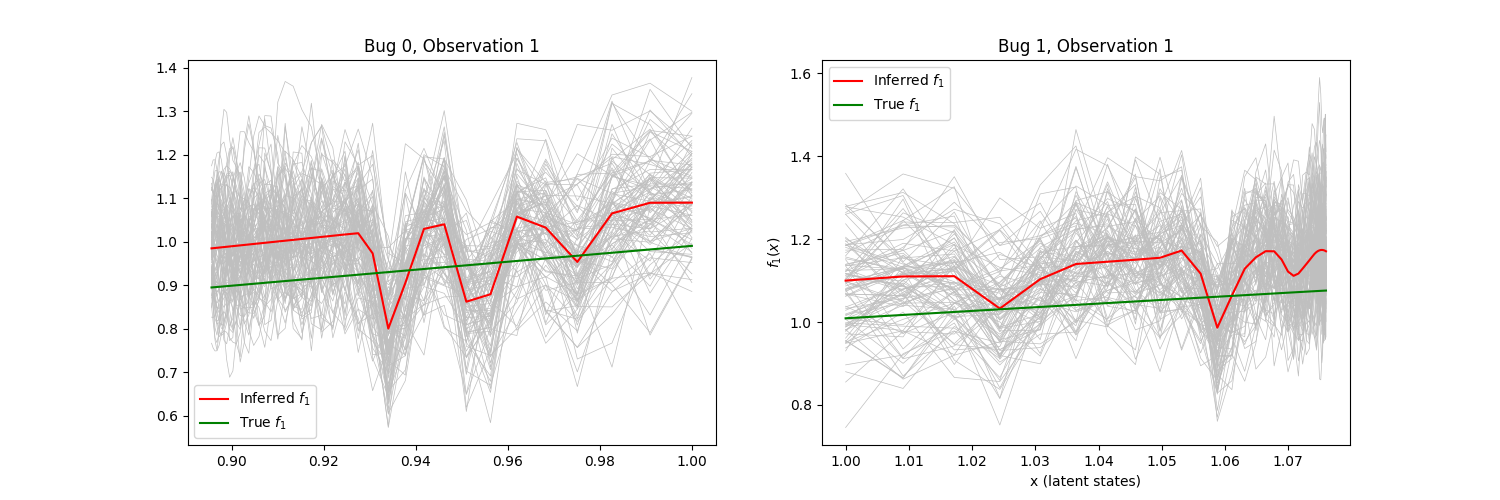 Bug 0, Observation 1
1.4
1.3
1.2
1.1
1.0
0.9
0.8
0.7
0.6
Inferred f₁
True f₁
0.90 0.92 0.94 0.96 0.98 1.00
Bug 1, Observation 1
f₁(x)
1.6
1.4
1.2
1.0
0.8
Inferred f₁
True f₁
1.00 1.01 1.02 1.03 1.04 1.05 1.06 1.07
x (latent states)